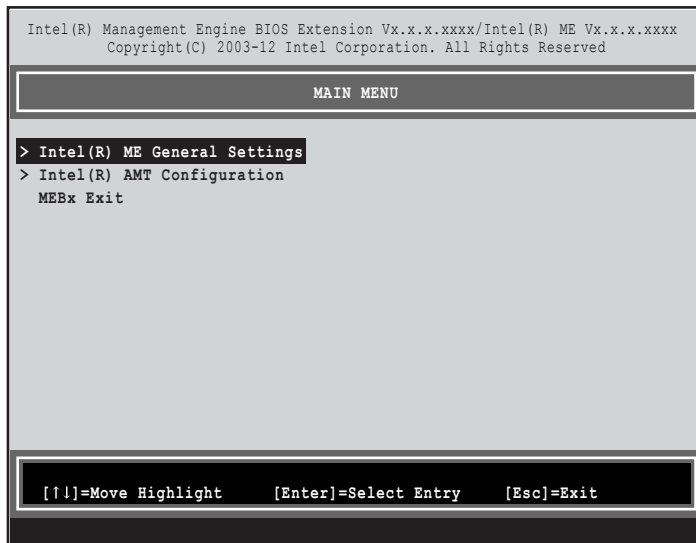 Intel(R) Management Engine BIOS Extension Vx.x.x.xxxx/Intel(R) ME Vx.x.x.xxxx
Copyright(C) 2003-12 Intel Corporation. All Rights Reserved
MAIN MENU
> Intel(R) ME General Settings
> Intel(R) AMT Configuration
MEBx Exit
[↑↓]=Move Highlight [Enter]=Select Entry [Esc]=Exit